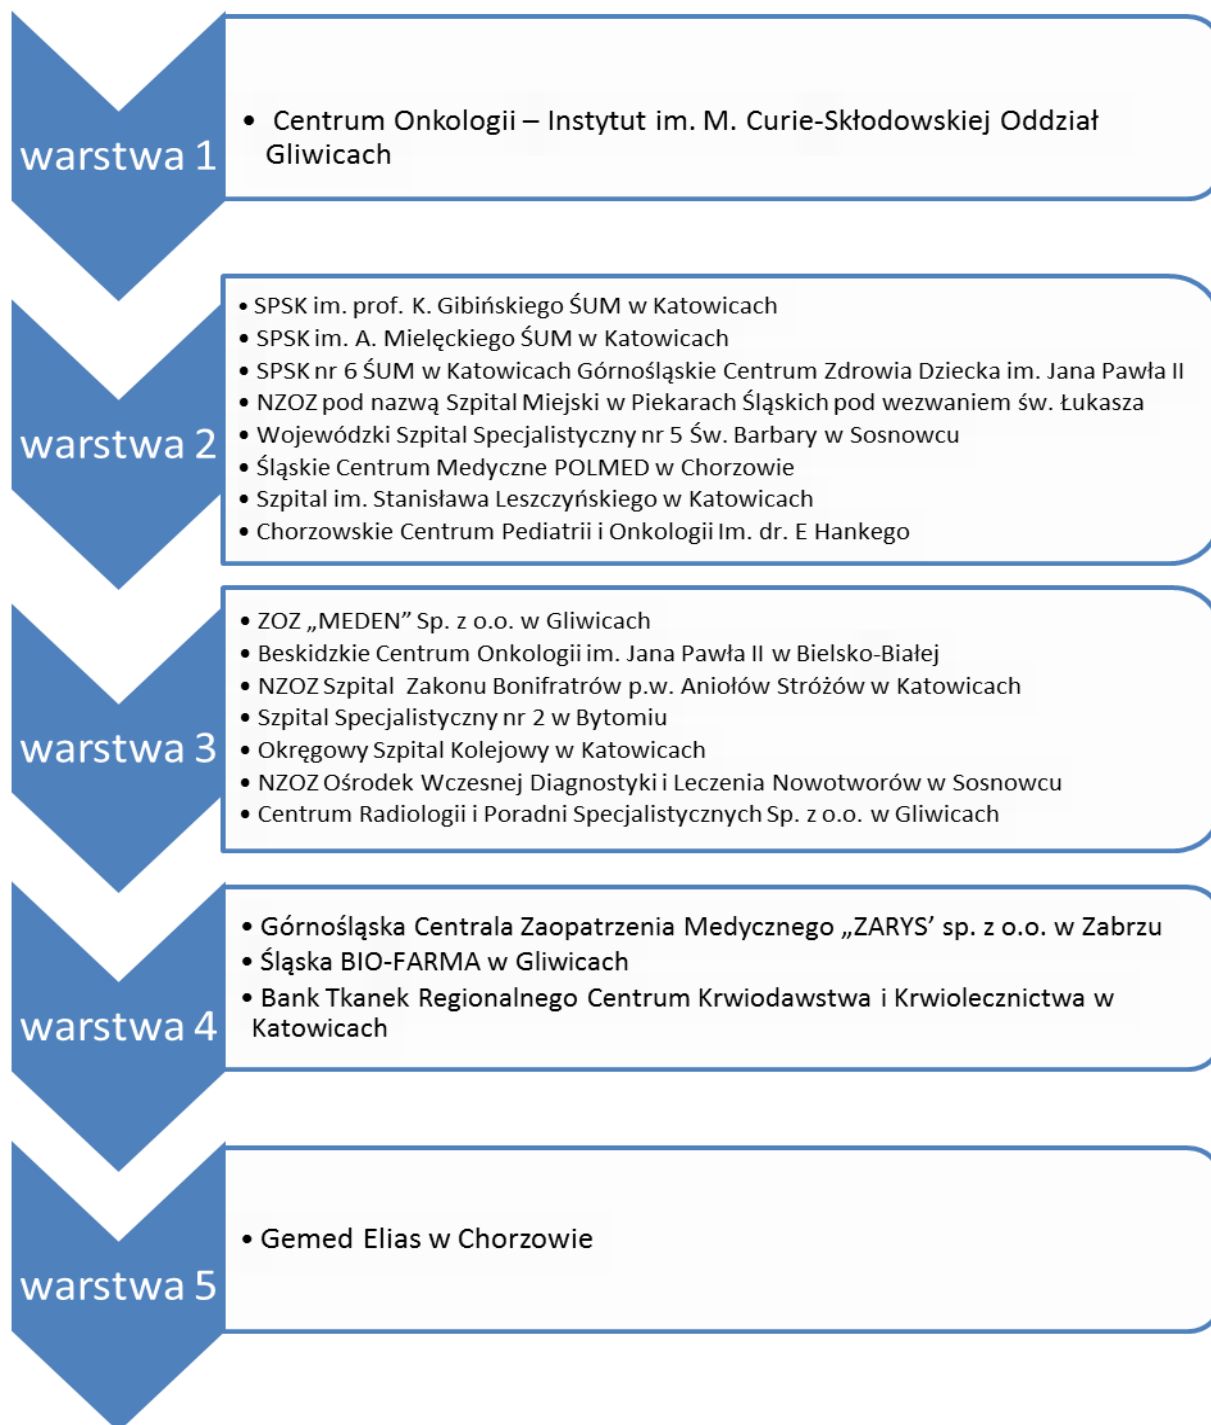 warstwa 1
• Centrum Onkologii – Instytut im. M. Curie-Skłodowskiej Oddział
Gliwicach
warstwa 2
• SPSK im. prof. K. Gibińskiego ŚUM w Katowicach
• SPSK im. A. Mielęckiego ŚUM w Katowicach
• SPSK nr 6 ŚUM w Katowicach Górnośląskie Centrum Zdrowia Dziecka im. Jana Pawła II
• NZOZ pod nazwą Szpital Miejski w Piekarach Śląskich pod wezwaniem św. Łukasza
• Wojewódzki Szpital Specjalistyczny nr 5 Św. Barbary w Sosnowcu
• Śląskie Centrum Medyczne POLMED w Chorzowie
• Szpital im. Stanisława Leszczyńskiego w Katowicach
• Chorzowskie Centrum Pediatrii i Onkologii Im. dr. E Hankego
warstwa 3
• ZOZ „MEDEN” Sp. z o.o. w Gliwicach
• Beskidzkie Centrum Onkologii im. Jana Pawła II w Bielsko-Białej
• NZOZ Szpital Zakonu Bonifratrów p.w. Aniołów Stróżów w Katowicach
• Szpital Specjalistyczny nr 2 w Bytomiu
• Okręgowy Szpital Kolejowy w Katowicach
• NZOZ Ośrodek Wczesnej Diagnostyki i Leczenia Nowotworów w Sosnowcu
• Centrum Radiologii i Poradni Specjalistycznych Sp. z o.o. w Gliwicach
warstwa 4
• Górnośląska Centrala Zaopatrzenia Medycznego „ZARYS’ sp. z o.o. w Zabrzu
• Śląska BIO-FARMA w Gliwicach
• Bank Tkanek Regionalnego Centrum Krwiodawstwa i Krwiolecznictwa w
Katowicach
warstwa 5
• Gemed Elias w Chorzowie